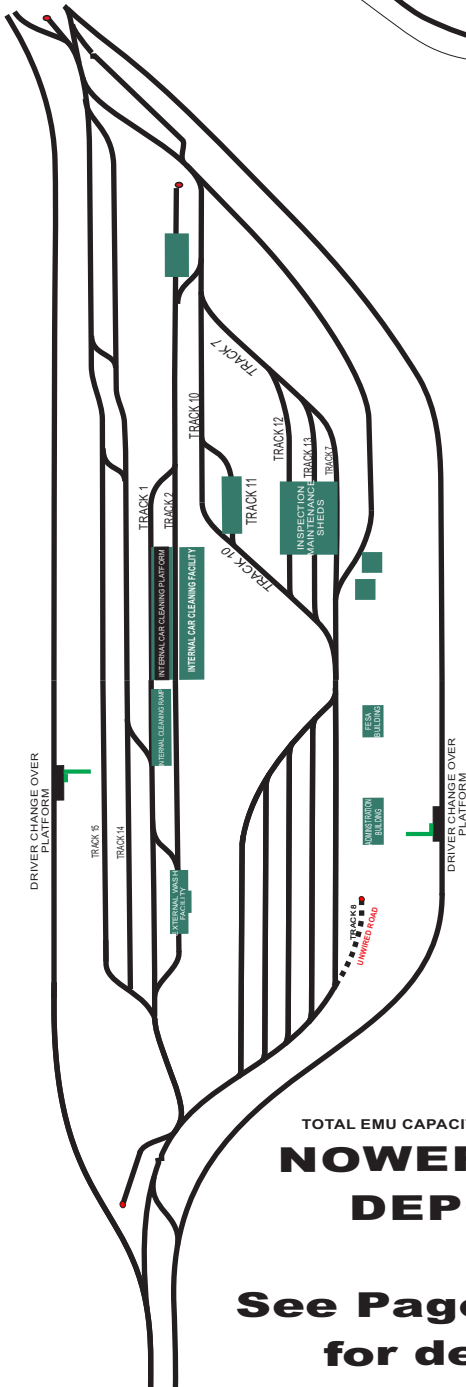 TRACK 7
TRACK 10
TRACK 12
TRACK 13
TRACK 7
TRACK 1
TRACK 2
TRACK 11
INSPECTION
MAINTENANCE
SHEDS
TRACK 10
INTERNAL CAR CLEANING PLATFORM
INTERNAL CAR CLEANING FACILITY
INTERNAL CLEANING RAMP
FESA
BUILDING
DRIVER CHANGE OVER
PLATFORM
TRACK 15
TRACK 14
ADMINSTRATION
BUILDING
DRIVER CHANGE OVER
PLATFORM
EXTERNAL WASH
FACILITY
TRACK 8
UNWIRED ROAD
TOTAL EMU CAPACI
NOWE
DEP
See Page
for de